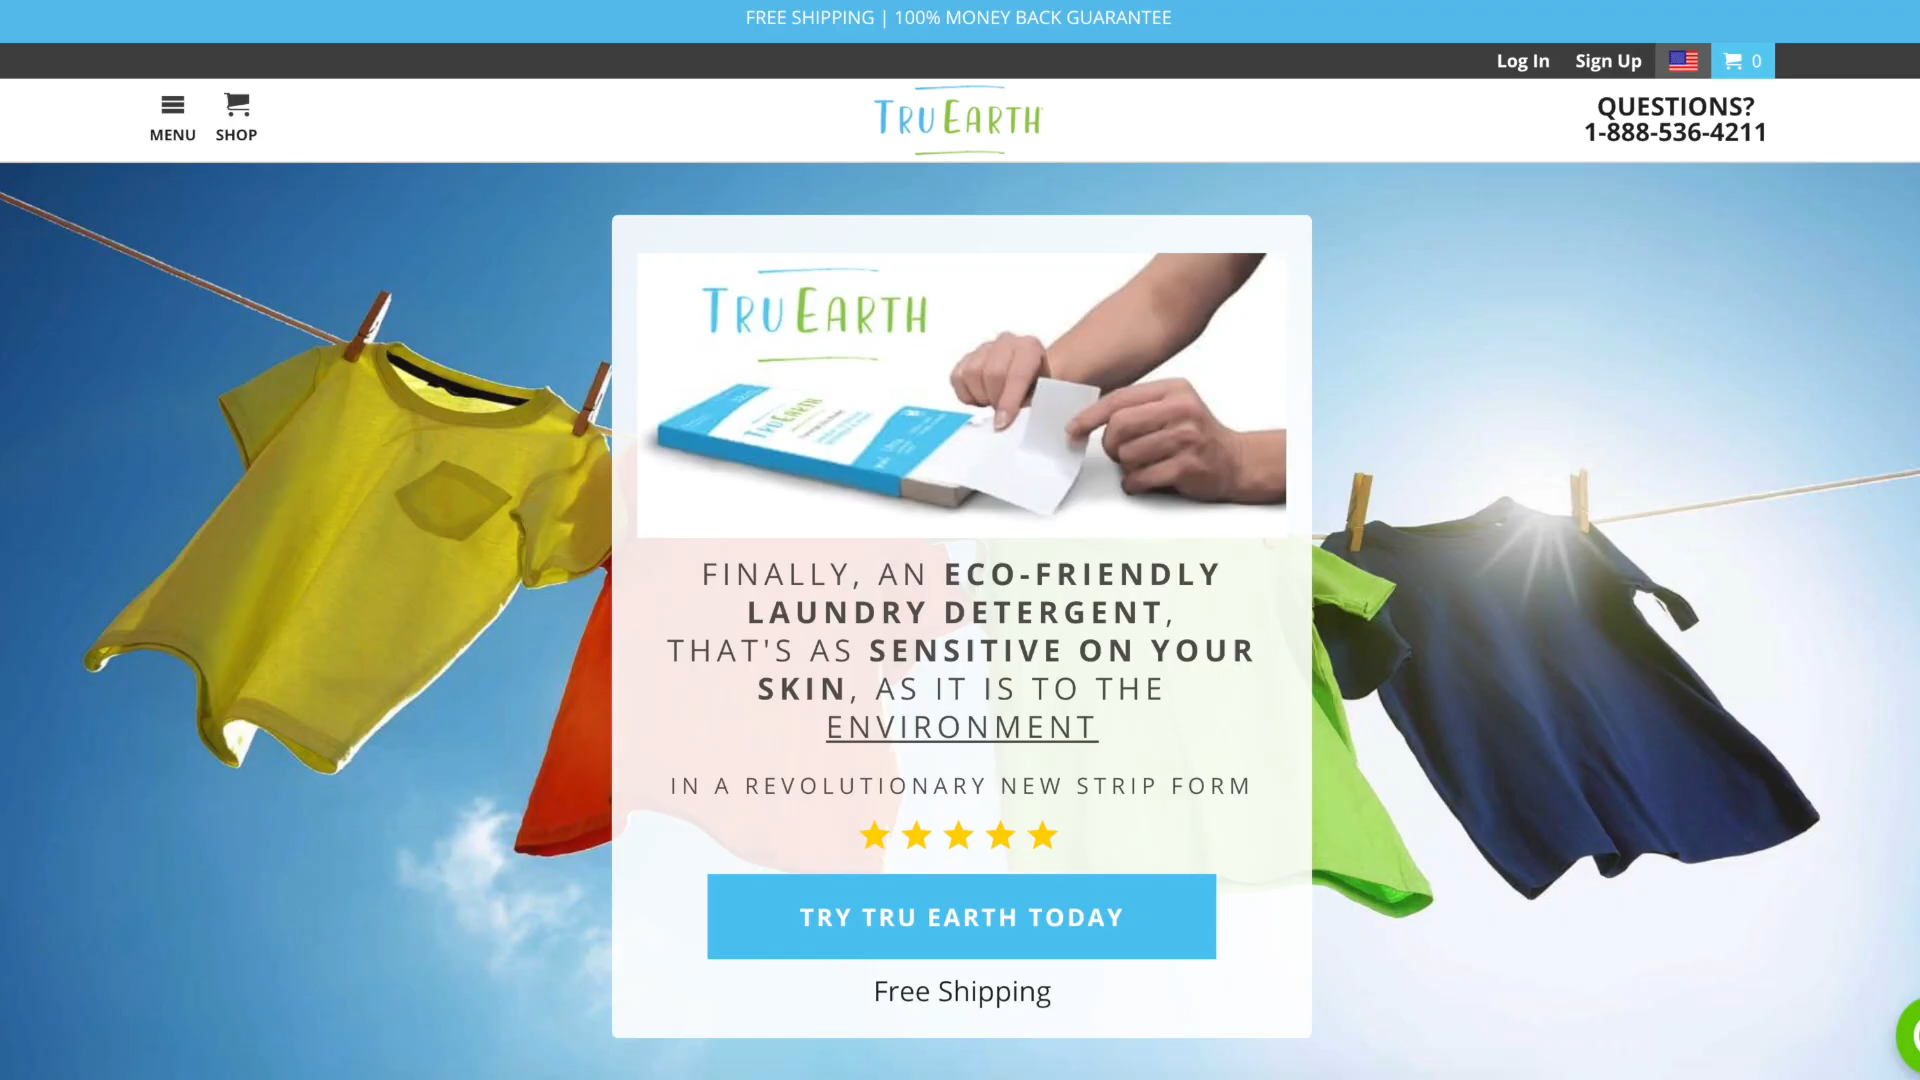 FREE SHIPPING | 100% MONEY BACK GUARANTEE
Log In Sign Up 0
MENU SHOP
TRU EARTH
QUESTIONS?
1-888-536-4211
TRU EARTH
TRU EARTH
FINALLY, AN ECO-FRIENDLY
LAUNDRY DETERGENT,
THAT'S AS SENSITIVE ON YOUR
SKIN, AS IT IS TO THE
ENVIRONMENT
IN A REVOLUTIONARY NEW STRIP FORM
TRY TRU EARTH TODAY
Free Shipping